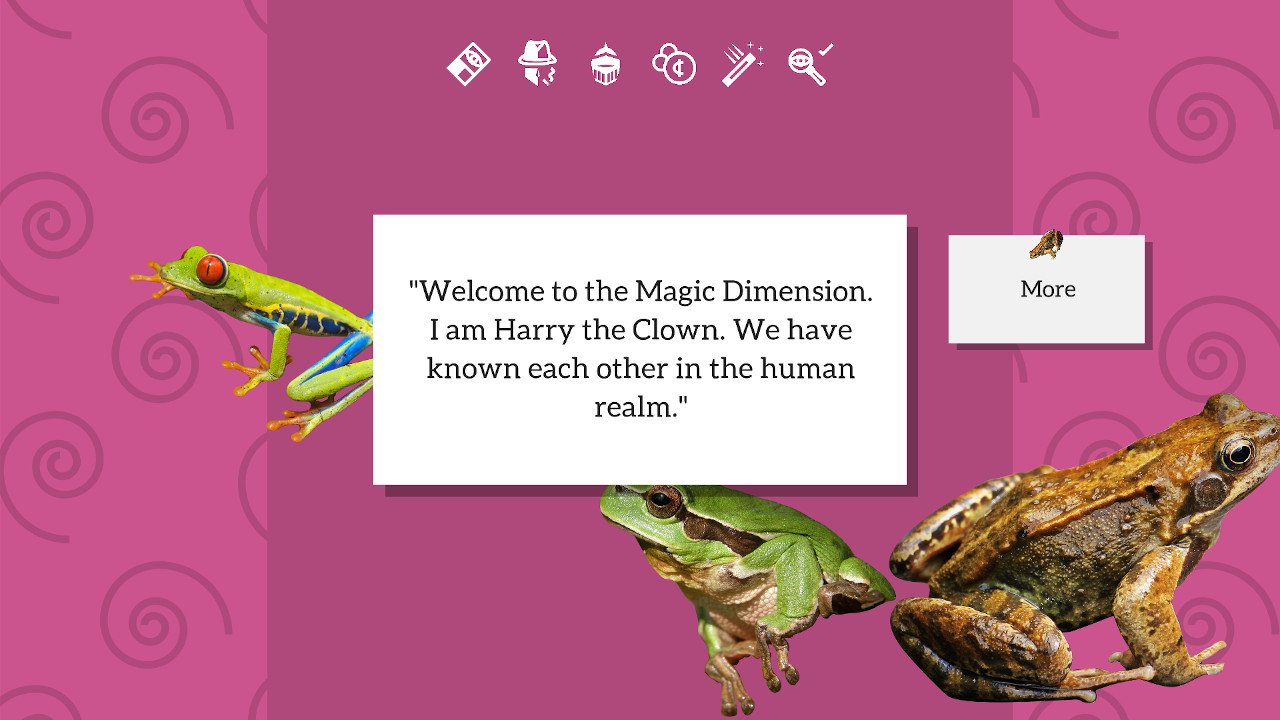 "Welcome to the Magic Dimension.
I am Harry the Clown. We have
known each other in the human
realm."
More